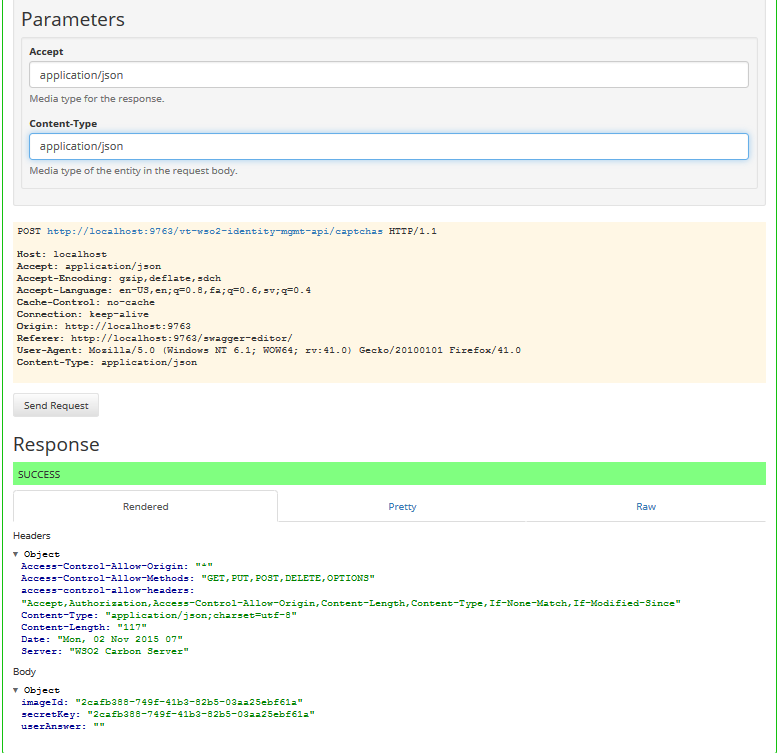 Parameters
Accept
application/json
Media type for the response.
Content-Type
application/json
Media type of the entity in the request body.
POST http://localhost:9763/vt-wso2-identity-mgmt-api/captchas HTTP/1.1
Host: localhost
Accept: application/json
Accept-Encoding: gzip,deflate,sdch
Accept-Language: en-US,en;q=0.8,fa;q=0.6,sv;q=0.4
Cache-Control: no-cache
Connection: keep-alive
Origin: http://localhost:9763
Referer: http://localhost:9763/swagger-editor/
User-Agent: Mozilla/5.0 (Windows NT 6.1; WOW64; rv:41.0) Gecko/20100101 Firefox/41.0
Content-Type: application/json
Send Request
Response
SUCCESS
Rendered Pretty Raw
Headers
▼ Object
Access-Control-Allow-Origin: "*"
Access-Control-Allow-Methods: "GET,PUT,POST,DELETE,OPTIONS"
access-control-allow-headers:
"Accept,Authorization,Access-Control-Allow-Origin,Content-Length,Content-Type,If-None-Match,If-Modified-Since"
Content-Type: "application/json;charset=utf-8"
Content-Length: "117"
Date: "Mon, 02 Nov 2015 07"
Server: "WSO2 Carbon Server"
Body
▼ Object
imageId: "2cafb388-749f-41b3-82b5-03aa25ebf61a"
secretKey: "2cafb388-749f-41b3-82b5-03aa25ebf61a"
userAnswer: ""